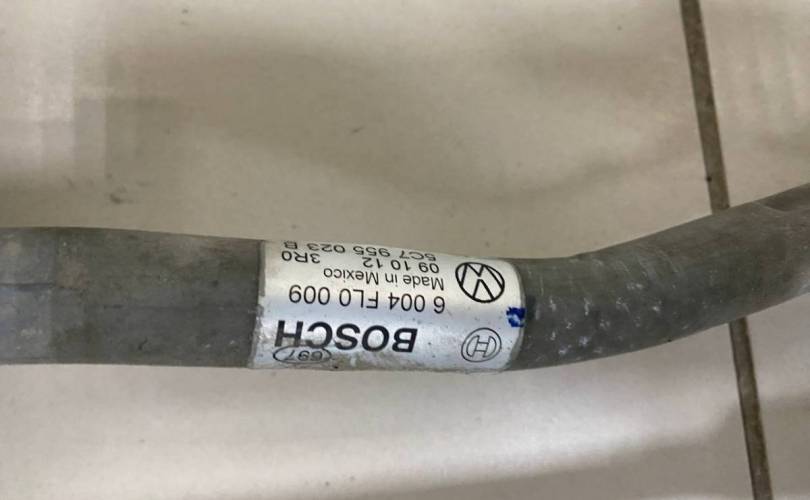 697
BOSCH
6 004 FL0 009
Made in Mexico
09 10 12 3R0
5C7 955 023 B